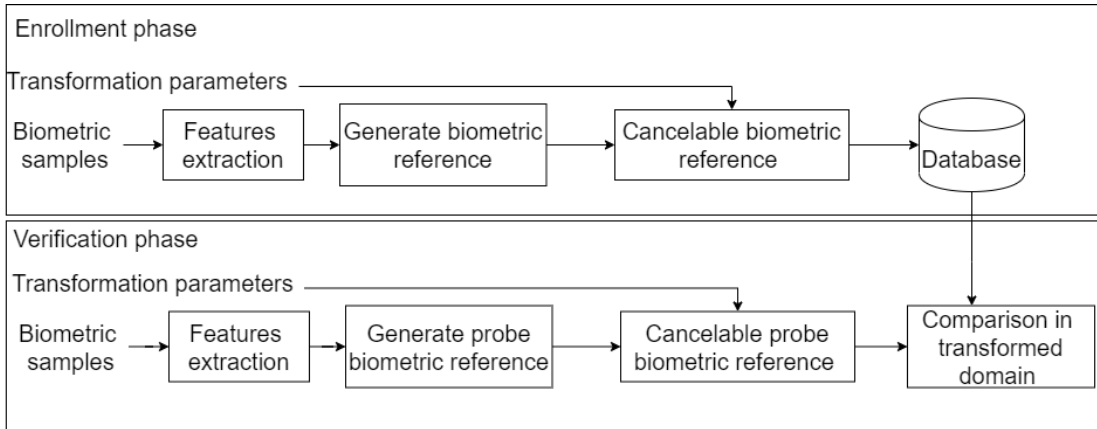 Enrollment phase
Transformation parameters
Biometric
samples
Features
extraction
Generate biometric
reference
Cancelable biometric
reference
Database
Verification phase
Transformation parameters
Biometric
samples
Features
extraction
Generate probe
biometric reference
Cancelable probe
biometric reference
Comparison in
transformed
domain